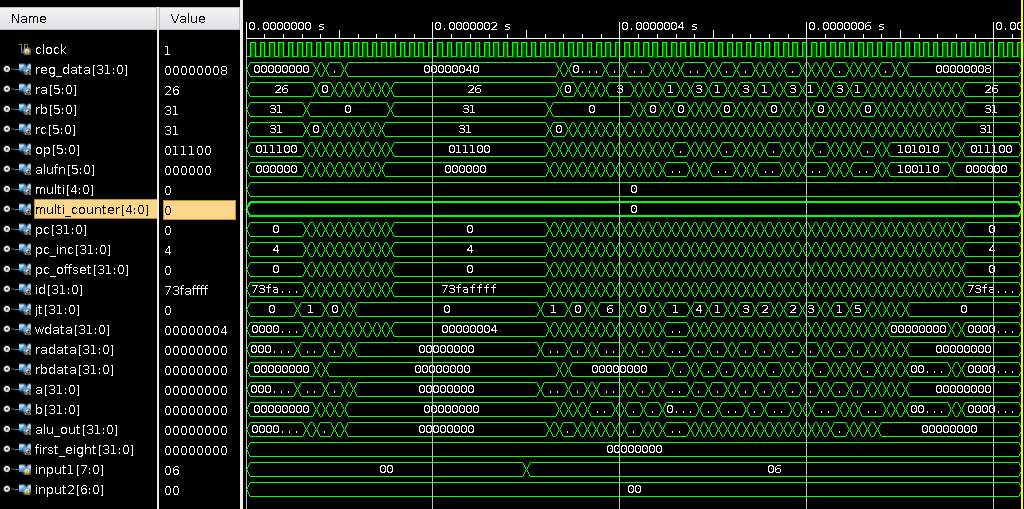 Name Value |0.0000000 s |0.0000002 s |0.0000004 s |0.0000006 s |0.00
clock 1
reg_data[31:0] 00000008 00000000 . 00000040 0... . .. .. . .. . .. . .. 00000008
ra[5:0] 26 26 0 26 0 3 1 3 1 3 1 3 1 3 1 26
rb[5:0] 31 31 0 31 0 0 0 0 0 0 0 31
rc[5:0] 31 31 0 31 0 31
op[5:0] 011100 011100 011100 . .. . .. . .. 101010 011100
alufn[5:0] 000000 000000 000000 .. .. . .. . .. 100110 000000
multi[4:0] 0 0
multi_counter[4:0] 0 0
pc[31:0] 0 0 0 0
pc_inc[31:0] 4 4 4 4
pc_offset[31:0] 0 0 0 0
id[31:0] 73faffff 73fa... 73faffff 73fa...
jt[31:0] 0 0 1 0 0 1 0 6 0 1 4 1 3 2 2 3 1 5 0
wdata[31:0] 00000004 0000... 00000004 .. 00000000 0000...
radata[31:0] 00000000 000... .. . 00000000 .. . .. . .. .. .. .. .. .. .. 00000000
rbdata[31:0] 00000000 00000000 00000000 00000000 . .. . .. . .. . 00... 0000...
a[31:0] 00000000 000... .. . 00000000 .. . .. . .. .. .. .. .. .. .. 00000000
b[31:0] 00000000 00000000 00000000 .. . 0... . .. . .. . .. . 00... 0000...
alu_out[31:0] 00000000 0000... . 00000000 . .. . .. . .. . .. . .. 00000000
first_eight[31:0] 00000000 00000000
input1[7:0] 06 00 06
input2[6:0] 00 00